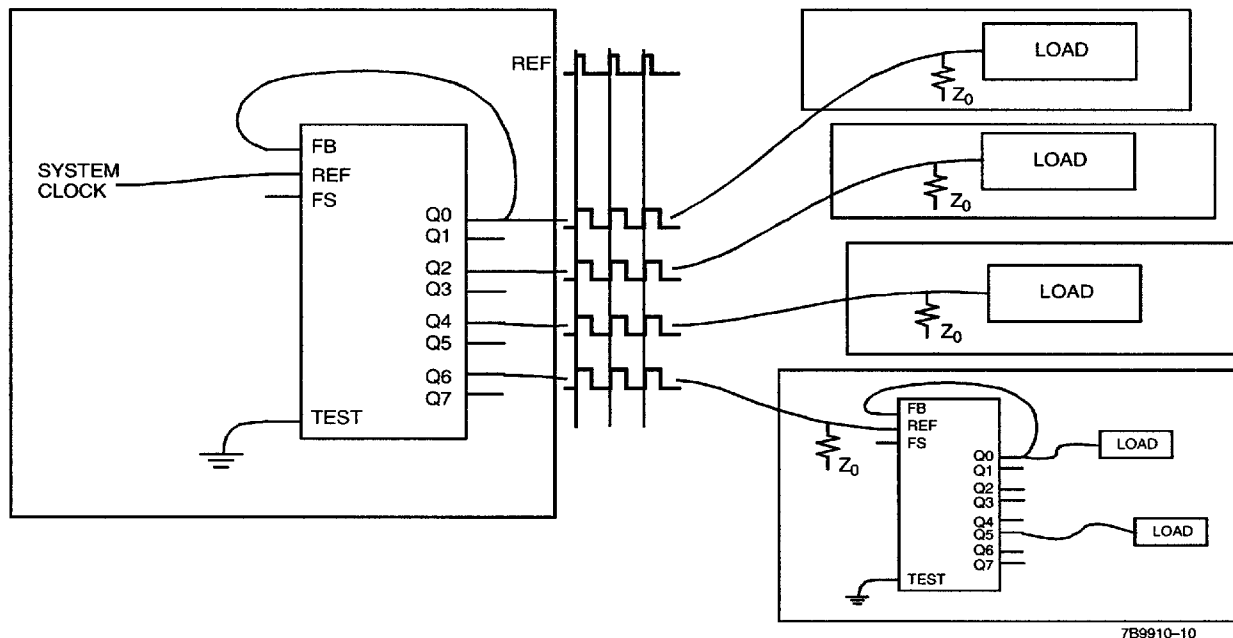 REF
LOAD
Z0
LOAD
Z0
LOAD
Z0
SYSTEM
CLOCK
FB
REF
FS
Q0
Q1
Q2
Q3
Q4
Q5
Q6
Q7
TEST
Z0
FB
REF
FS
Q0
Q1
Q2
Q3
Q4
Q5
Q6
Q7
TEST
LOAD
LOAD
7B9910–10